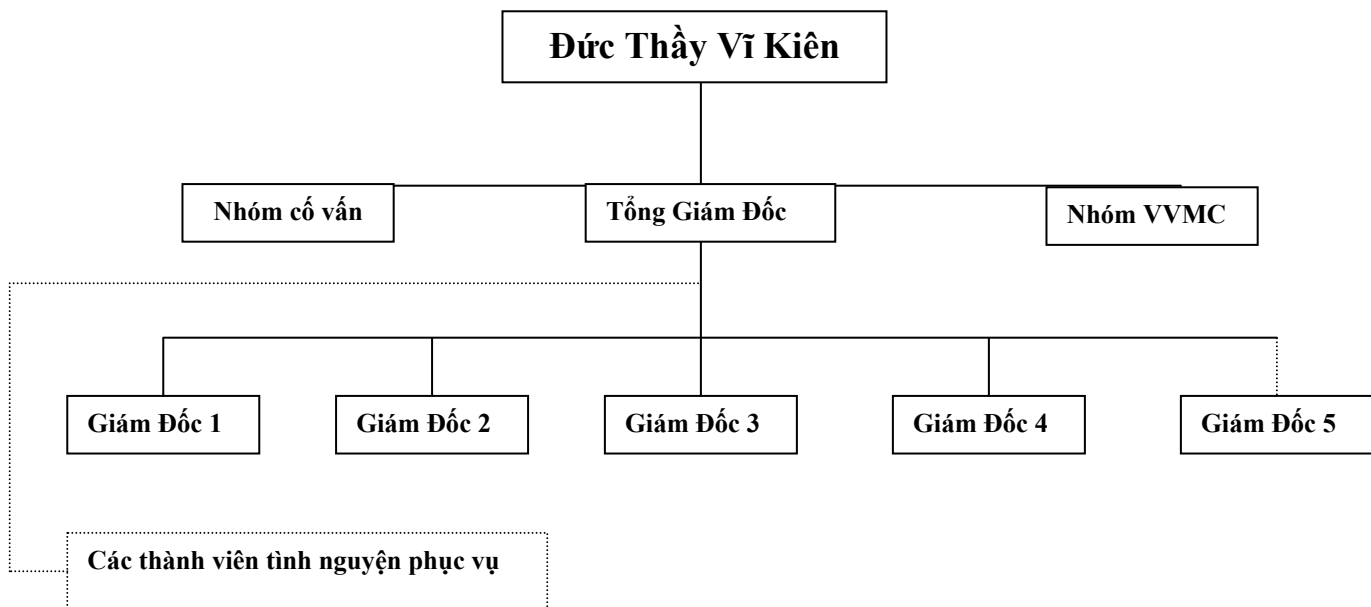 Đức Thầy Vĩ Kiên
Nhóm cố vấn
Tổng Giám Đốc
Nhóm VVMC
Giám Đốc 1
Giám Đốc 2
Giám Đốc 3
Giám Đốc 4
Giám Đốc 5
Các thành viên tình nguyện phục vụ